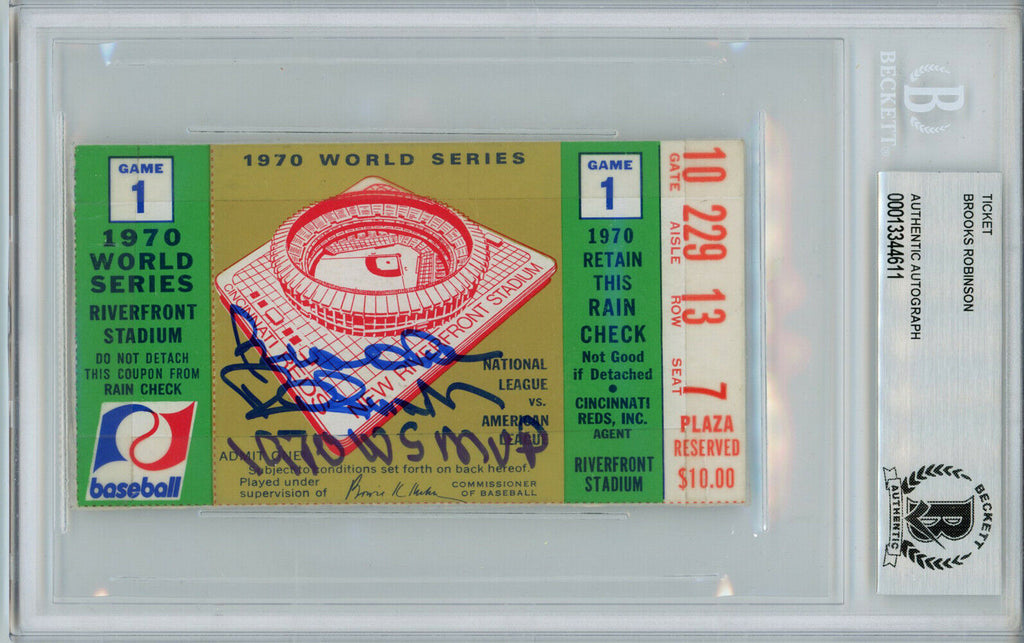 GAME
1
1970
WORLD
SERIES
RIVERFRONT
STADIUM
DO NOT DETACH
THIS COUPON FROM
RAIN CHECK
baseball
1970 WORLD SERIES
CINCINNATI REDS
NEW RIVERFRONT STADIUM
NATIONAL
LEAGUE
vs.
AMERICAN
LEAGUE
ADMIT ONE
Subject to conditions set forth on back hereof.
Played under
supervision of
COMMISSIONER
OF BASEBALL
GAME
1
1970
RETAIN
THIS
RAIN
CHECK
Not Good
if Detached
CINCINNATI
REDS, INC.
AGENT
RIVERFRONT
STADIUM
10 229 13 7
GATE AISLE ROW SEAT
PLAZA
RESERVED
$10.00
B
BECKETT
TICKET
BROOKS ROBINSON
AUTHENTIC AUTOGRAPH
00013344611
BECKETT
AUTHENTIC